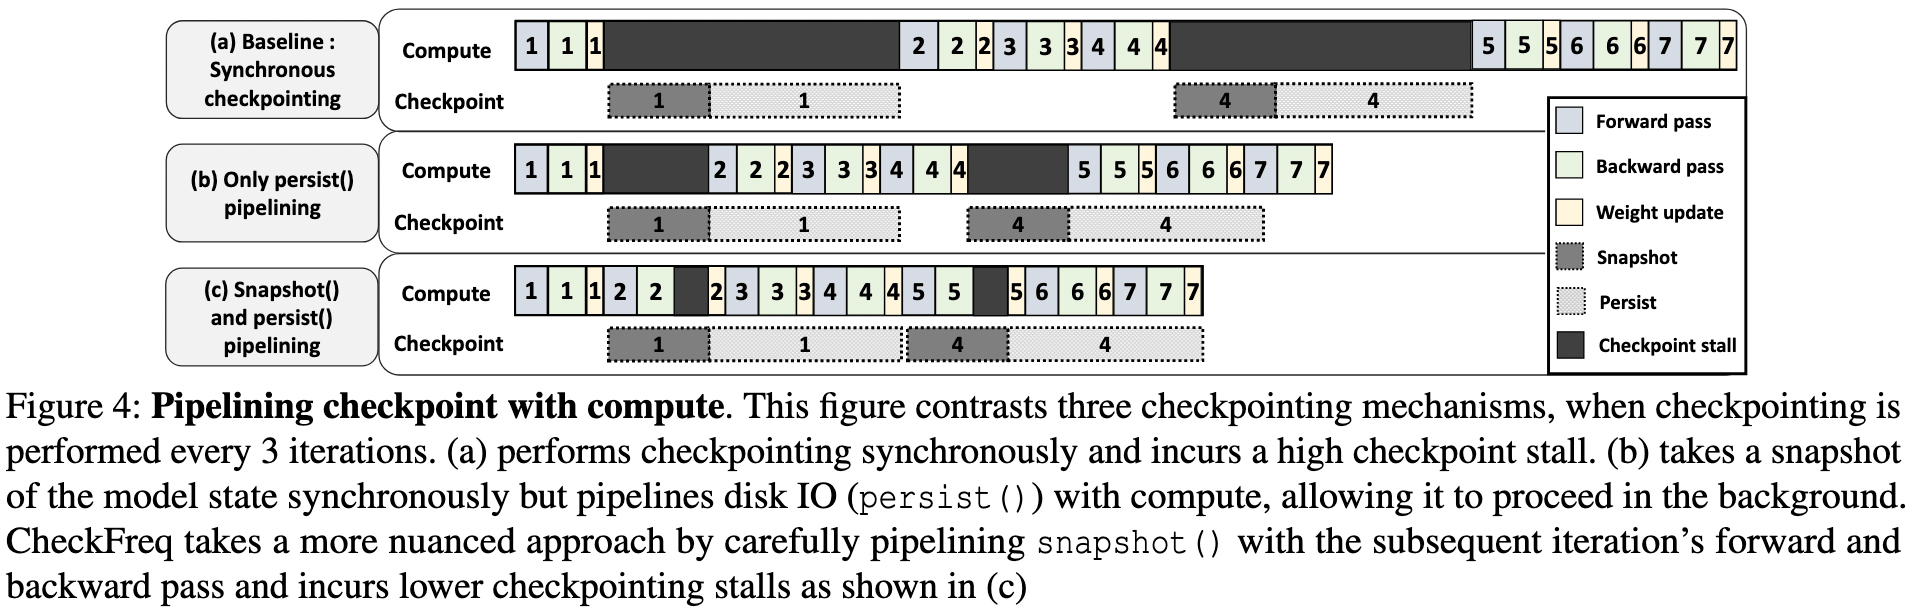 (a) Baseline :
Synchronous
checkpointing
Compute
1 1 1 2 2 2 3 3 3 4 4 4 5 5 5 6 6 6 7 7 7
Checkpoint
1 1 4 4
(b) Only persist()
pipelining
Compute
1 1 1 2 2 2 3 3 3 4 4 4 5 5 5 6 6 6 7 7 7
Checkpoint
1 1 4 4
(c) Snapshot()
and persist()
pipelining
Compute
1 1 1 2 2 2 3 3 3 4 4 4 5 5 5 6 6 6 7 7 7
Checkpoint
1 1 4 4
Forward pass
Backward pass
Weight update
Snapshot
Persist
Checkpoint stall
Figure 4: Pipelining checkpoint with compute. This figure contrasts three checkpointing mechanisms, when checkpointing is
performed every 3 iterations. (a) performs checkpointing synchronously and incurs a high checkpoint stall. (b) takes a snapshot
of the model state synchronously but pipelines disk IO (persist()) with compute, allowing it to proceed in the background.
CheckFreq takes a more nuanced approach by carefully pipelining snapshot() with the subsequent iteration's forward and
backward pass and incurs lower checkpointing stalls as shown in (c)